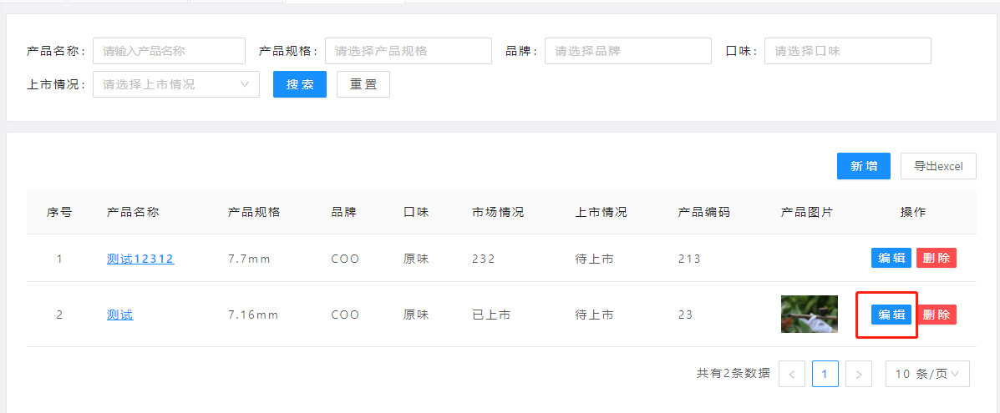 产品名称: 请输入产品名称 产品规格: 请选择产品规格 品牌: 请选择品牌 口味: 请选择口味
上市情况: 请选择上市情况 搜索 重置
新增 导出excel
序号 产品名称 产品规格 品牌 口味 市场情况 上市情况 产品编码 产品图片 操作
1 测试12312 7.7mm COO 原味 232 待上市 213 编辑 删除
2 测试 7.16mm COO 原味 已上市 待上市 23 编辑 删除
共有2条数据 < 1 > 10 条/页